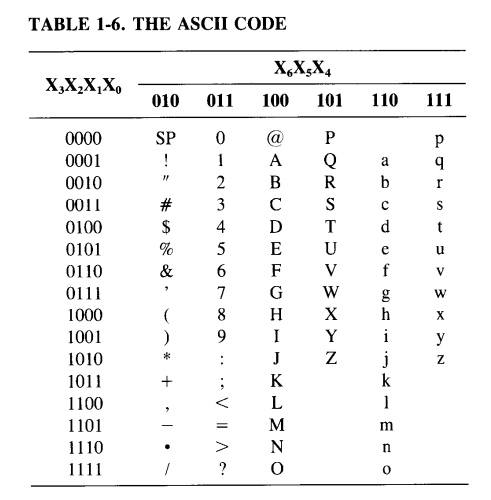 TABLE 1-6. THE ASCII CODE
X₆X₅X₄
X₃X₂X₁X₀
010 011 100 101 110 111
0000 SP 0 @ P p
0001 ! 1 A Q a q
0010 " 2 B R b r
0011 # 3 C S c s
0100 $ 4 D T d t
0101 % 5 E U e u
0110 & 6 F V f v
0111 ' 7 G W g w
1000 ( 8 H X h x
1001 ) 9 I Y i y
1010 * : J Z j z
1011 + ; K k
1100 , < L l
1101 − = M m
1110 • > N n
1111 / ? O o